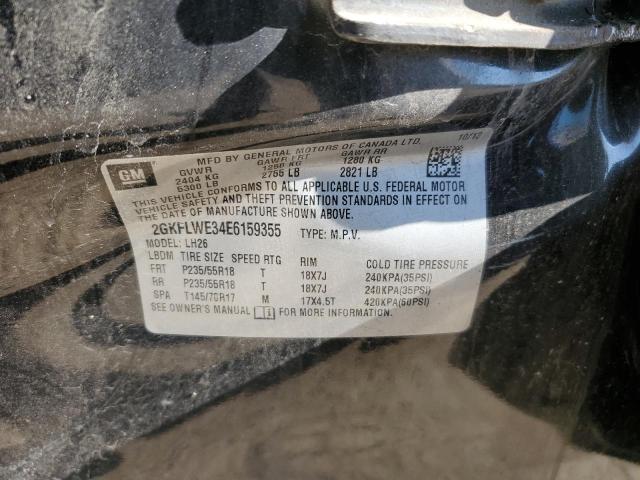 MFD BY GENERAL MOTORS OF CANADA LTD. 10/12
GM
GVWR GAWR FRT GAWR RR
2404 KG 1250 KG 1280 KG
5300 LB 2755 LB 2821 LB
THIS VEHICLE CONFORMS TO ALL APPLICABLE U.S. FEDERAL MOTOR
VEHICLE SAFETY AND THEFT PREVENTION STANDARDS IN EFFECT ON
THE DATE OF MANUFACTURE SHOWN ABOVE.
2GKFLWE34E6159355 TYPE: M.P.V.
MODEL: LH26
LBDM TIRE SIZE SPEED RTG RIM COLD TIRE PRESSURE
FRT P235/55R18 T 18X7J 240KPA(35PSI)
RR P235/55R18 T 18X7J 240KPA(35PSI)
SPA T145/70R17 M 17X4.5T 420KPA(60PSI)
SEE OWNER'S MANUAL FOR MORE INFORMATION